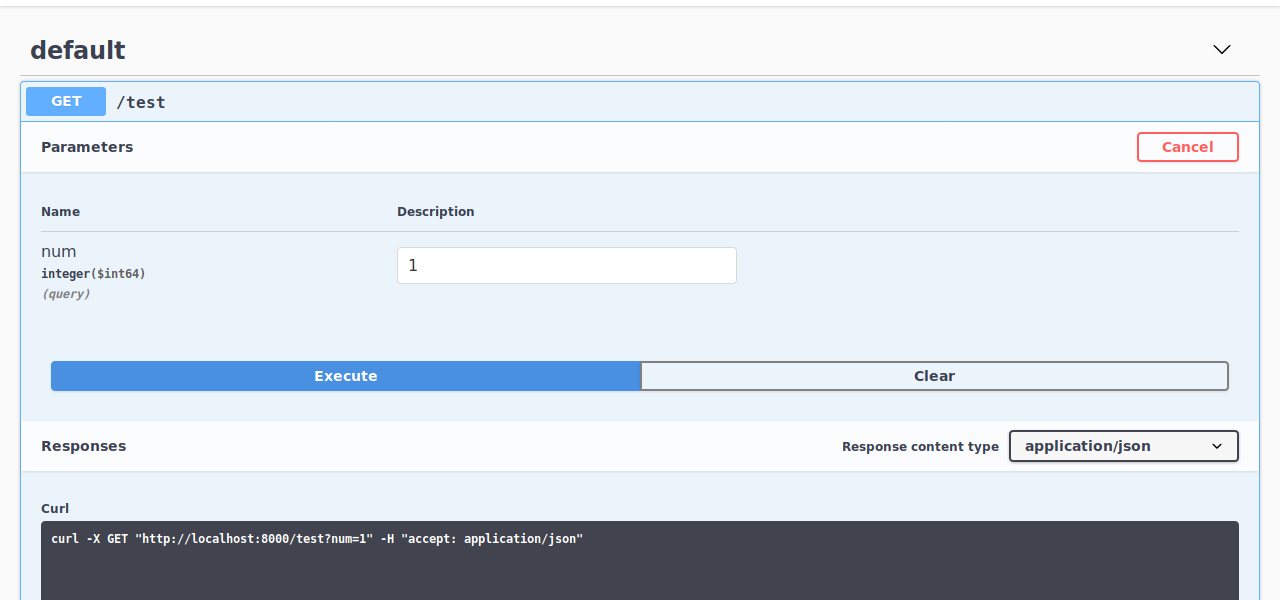 default
GET /test
Parameters Cancel
Name Description
num
integer($int64)
(query)
1
Execute Clear
Responses Response content type application/json
Curl
curl -X GET "http://localhost:8000/test?num=1" -H "accept: application/json"